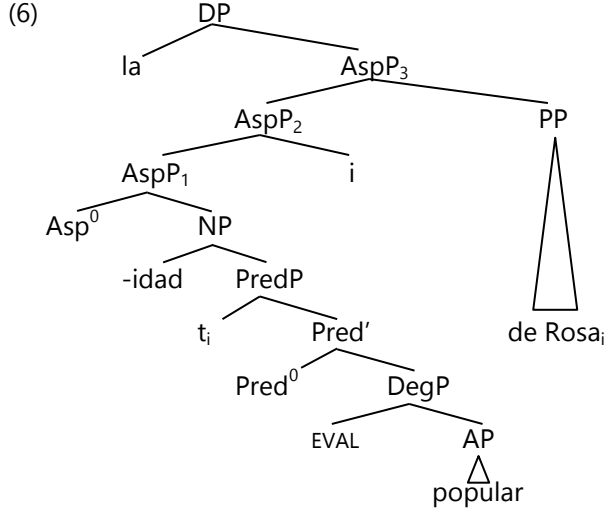 (6) DP
la AspP₃
AspP₂ PP
AspP₁ i
Asp⁰ NP
-idad PredP
tᵢ Pred’ de Rosaᵢ
Pred⁰ DegP
EVAL AP
popular